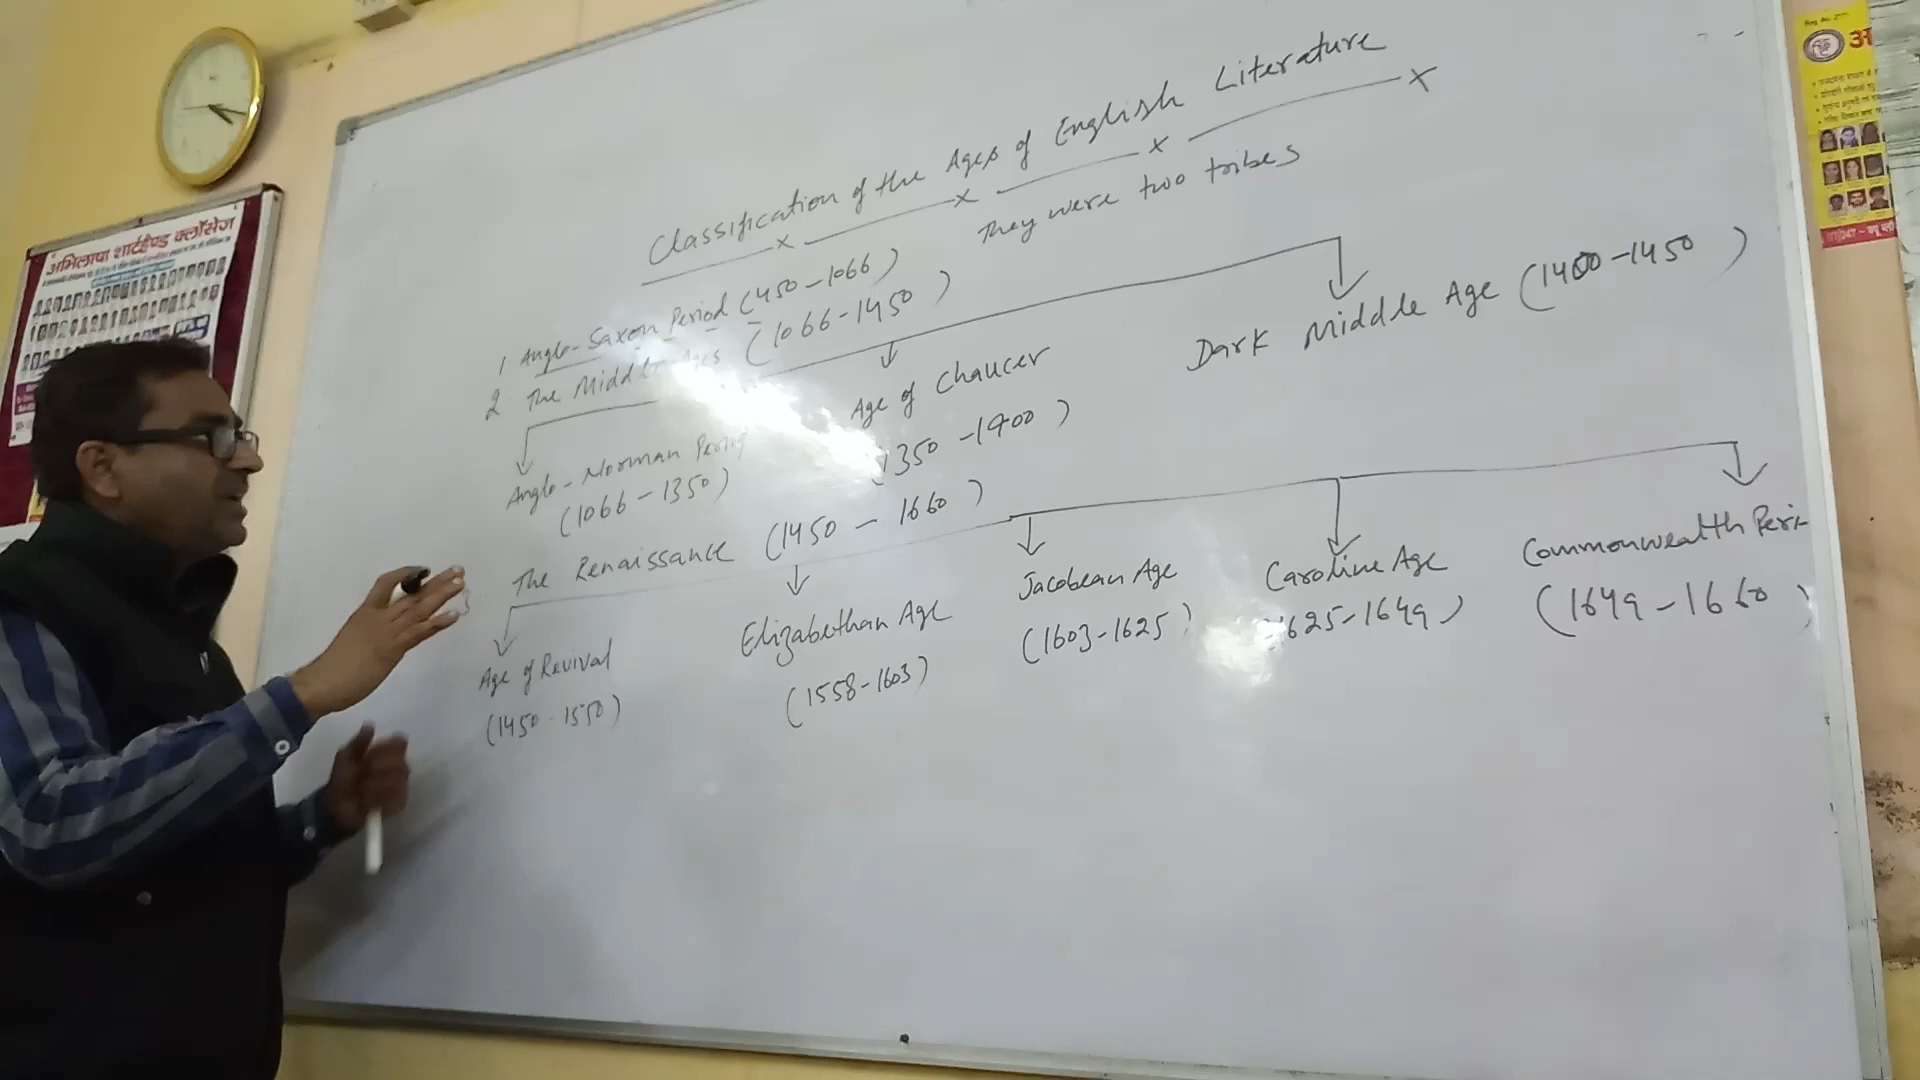 Classification of the Ages of English Literature
They were two tribes
1 Anglo-Saxon Period (450-1066)
2 The Middle Ages (1066-1450)
Anglo-Norman Period
(1066-1350)
Age of Chaucer
(1350-1400)
Dark Middle Age (1400-1450)
The Renaissance (1450-1660)
Age of Revival
(1450-1550)
Elizabethan Age
(1558-1603)
Jacobean Age
(1603-1625)
Caroline Age
1625-1649)
Commonwealth Peri
(1649-1660)
अभिलाषा शार्टहैण्ड क्लॉसेज